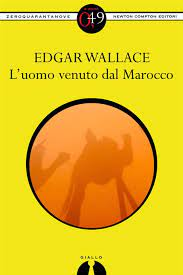 ZEROQUARANTANOVE
0,49
NEWTON COMPTON EDITORI
EDGAR WALLACE
L'uomo venuto dal Marocco
GIALLO